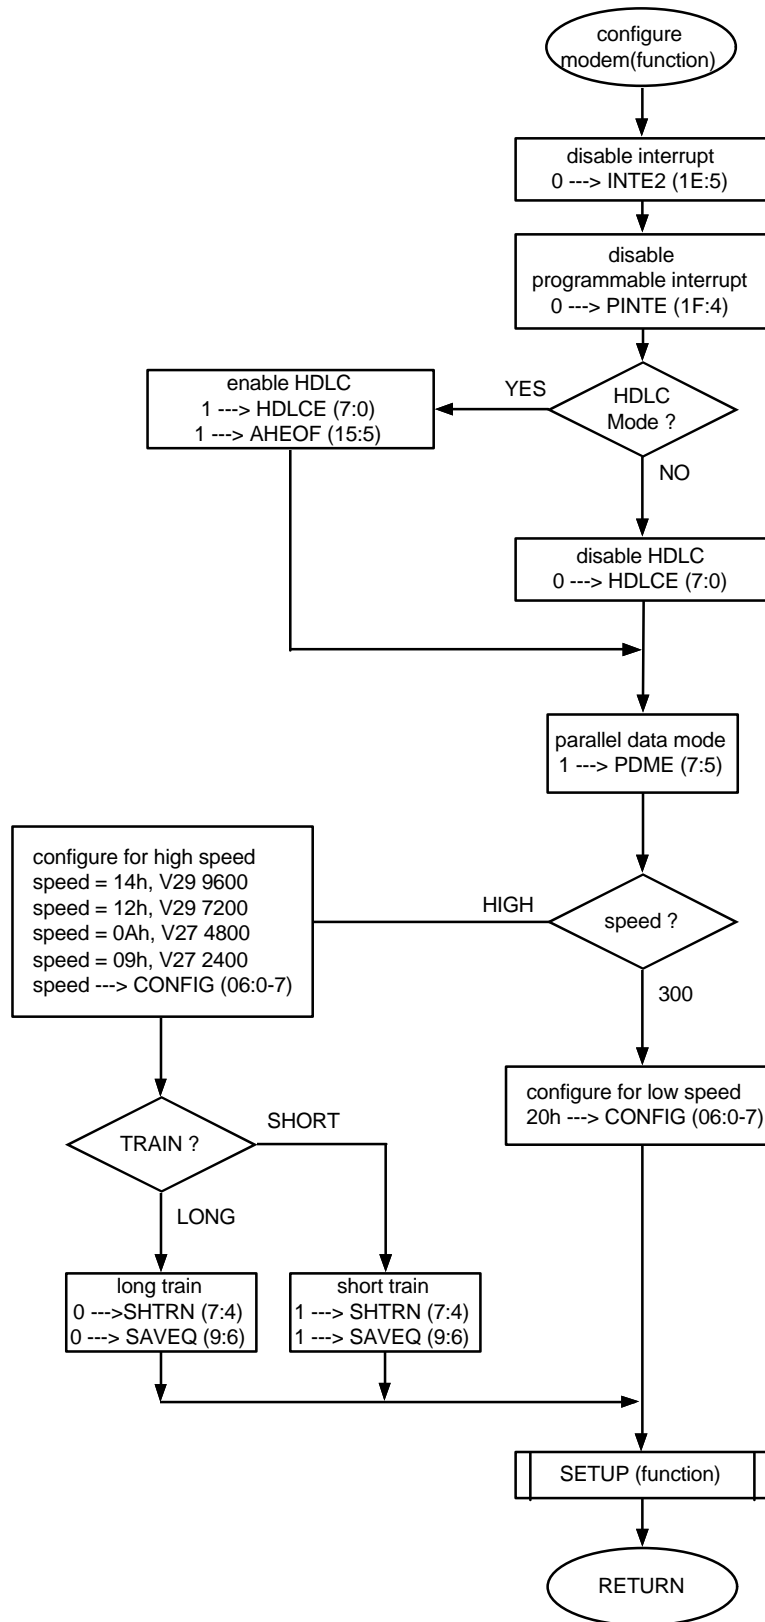 configure
modem(function)
disable interrupt
0 ---> INTE2 (1E:5)
disable
programmable interrupt
0 ---> PINTE (1F:4)
enable HDLC
1 ---> HDLCE (7:0)
1 ---> AHEOF (15:5)
YES
HDLC
Mode ?
NO
disable HDLC
0 ---> HDLCE (7:0)
parallel data mode
1 ---> PDME (7:5)
configure for high speed
speed = 14h, V29 9600
speed = 12h, V29 7200
speed = 0Ah, V27 4800
speed = 09h, V27 2400
speed ---> CONFIG (06:0-7)
HIGH
speed ?
300
configure for low speed
20h ---> CONFIG (06:0-7)
TRAIN ?
SHORT
LONG
long train
0 --->SHTRN (7:4)
0 ---> SAVEQ (9:6)
short train
1 ---> SHTRN (7:4)
1 ---> SAVEQ (9:6)
SETUP (function)
RETURN